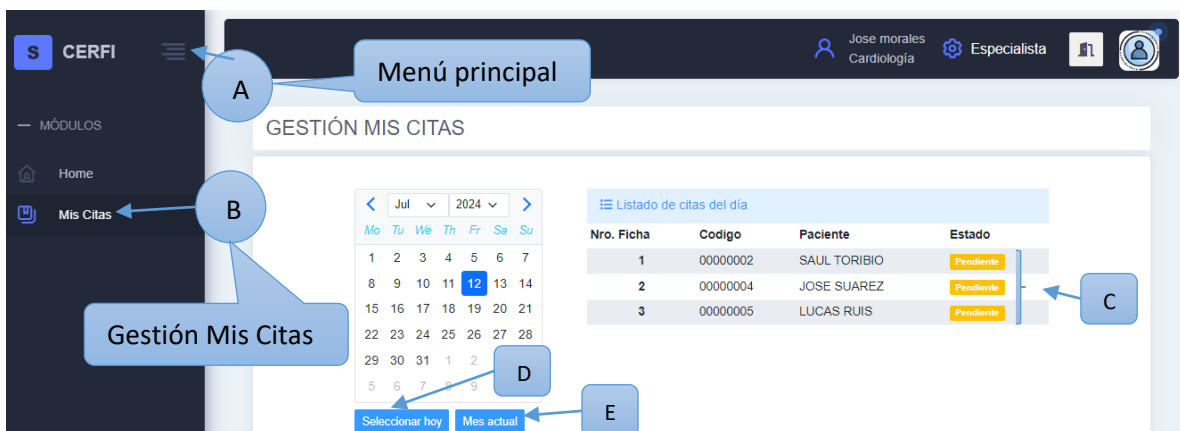 S CERFI
Jose morales
Cardiología
Especialista
A
Menú principal
MÓDULOS
GESTIÓN MIS CITAS
Home
Mis Citas
B
Gestión Mis Citas
Jul 2024
Mo Tu We Th Fr Sa Su
1 2 3 4 5 6 7
8 9 10 11 12 13 14
15 16 17 18 19 20 21
22 23 24 25 26 27 28
29 30 31 1 2
5 6 7 8 9
D
Seleccionar hoy Mes actual
E
Listado de citas del día
Nro. Ficha Codigo Paciente Estado
1 00000002 SAUL TORIBIO Pendiente
2 00000004 JOSE SUAREZ Pendiente
3 00000005 LUCAS RUIS Pendiente
C